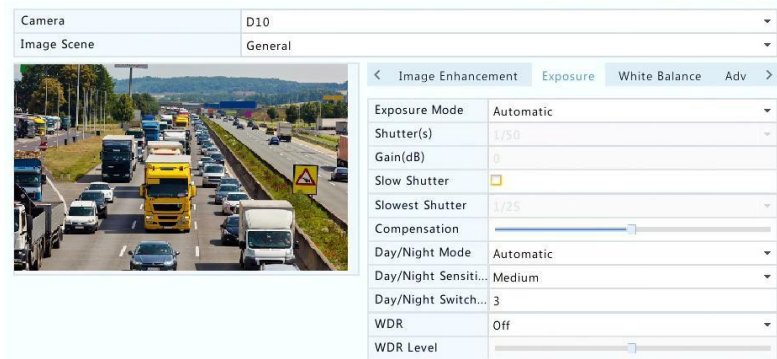 Camera D10
Image Scene General
< Image Enhancement Exposure White Balance Adv >
Exposure Mode Automatic
Shutter(s) 1/50
Gain(dB) 0
Slow Shutter
Slowest Shutter 1/25
Compensation
Day/Night Mode Automatic
Day/Night Sensiti... Medium
Day/Night Switch... 3
WDR Off
WDR Level